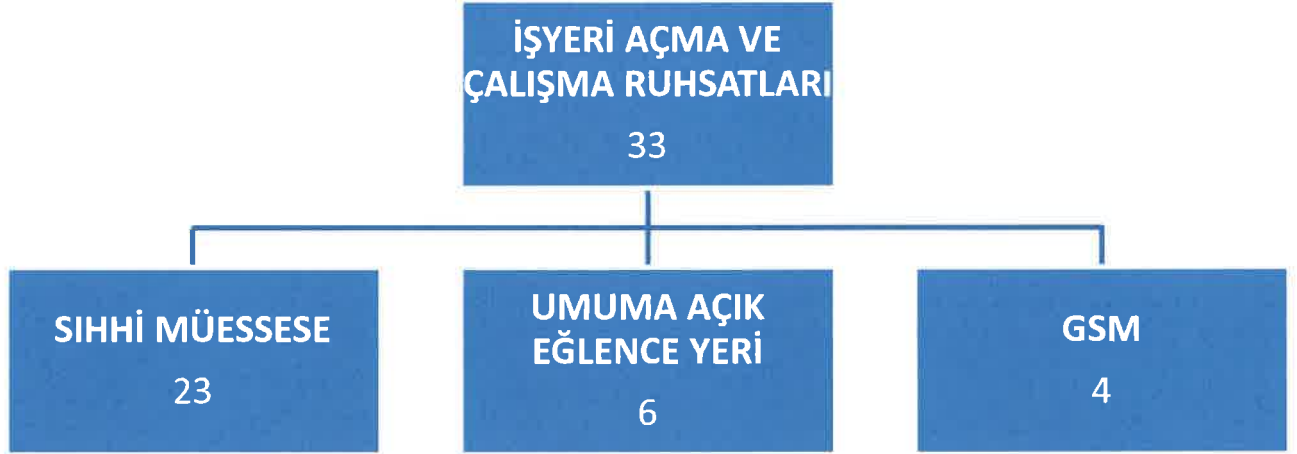 İŞYERİ AÇMA VE
ÇALIŞMA RUHSATLARI
33
SIHHİ MÜESSESE
23
UMUMA AÇIK
EĞLENCE YERİ
6
GSM
4